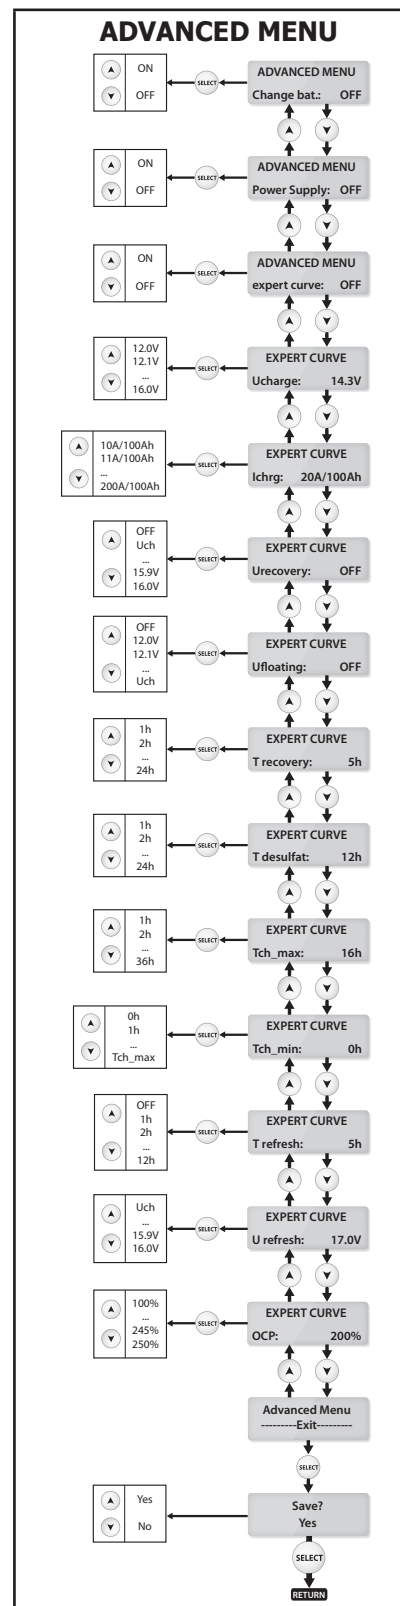 ADVANCED MENU
ON
OFF
SELECT
ADVANCED MENU
Change bat.: OFF
ON
OFF
SELECT
ADVANCED MENU
Power Supply: OFF
ON
OFF
SELECT
ADVANCED MENU
expert curve: OFF
12.0V
12.1V
...
16.0V
SELECT
EXPERT CURVE
Ucharge: 14.3V
10A/100Ah
11A/100Ah
...
200A/100Ah
SELECT
EXPERT CURVE
Ichrg: 20A/100Ah
OFF
Uch
...
15.9V
16.0V
SELECT
EXPERT CURVE
Urecovery: OFF
OFF
12.0V
12.1V
...
Uch
SELECT
EXPERT CURVE
Ufloating: OFF
1h
2h
...
24h
SELECT
EXPERT CURVE
T recovery: 5h
1h
2h
...
24h
SELECT
EXPERT CURVE
T desulfat: 12h
1h
2h
...
36h
SELECT
EXPERT CURVE
Tch_max: 16h
0h
1h
...
Tch_max
SELECT
EXPERT CURVE
Tch_min: 0h
OFF
1h
2h
...
12h
SELECT
EXPERT CURVE
T refresh: 5h
Uch
...
15.9V
16.0V
SELECT
EXPERT CURVE
U refresh: 17.0V
100%
...
245%
250%
SELECT
EXPERT CURVE
OCP: 200%
Advanced Menu
---------Exit---------
SELECT
Yes
No
Save?
Yes
SELECT
RETURN